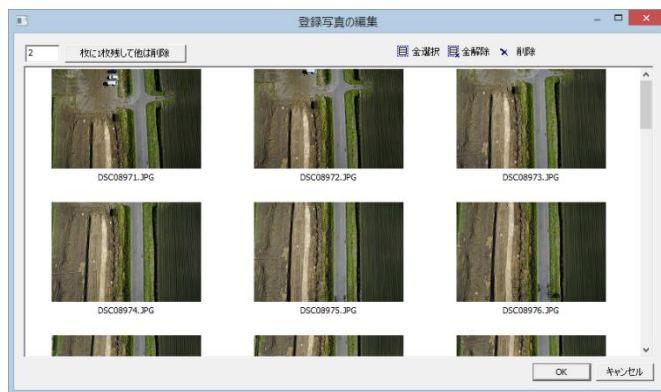 登録写真の編集
2 枚に1枚残して他は削除 全選択 全解除 削除
DSC08971.JPG DSC08972.JPG DSC08973.JPG
DSC08974.JPG DSC08975.JPG DSC08976.JPG
OK キャンセル